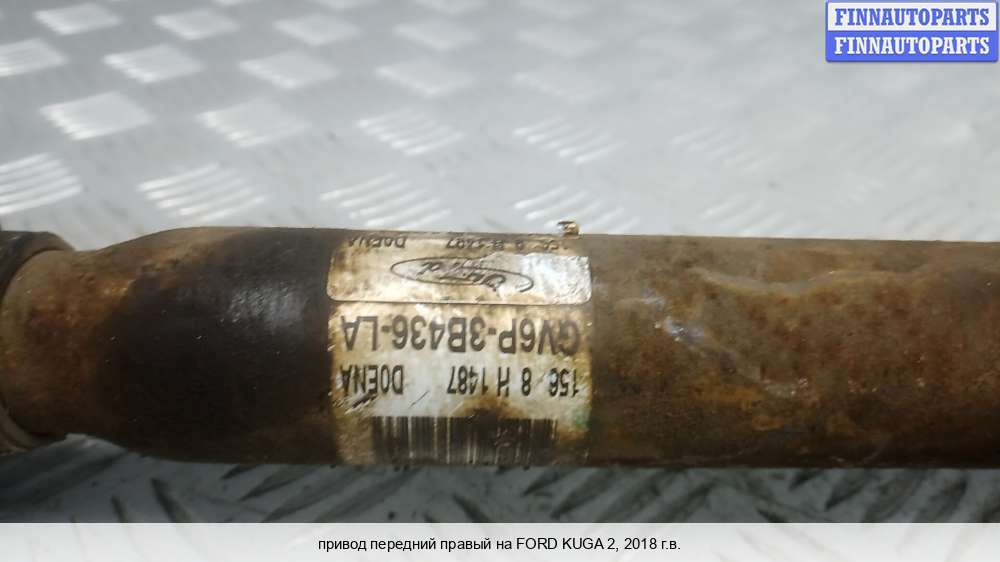 FINNAUTOPARTS
FINNAUTOPARTS
Ford
GV6P-3B436-LA
156 8 H 1487 DOENA
привод передний правый на FORD KUGA 2, 2018 г.в.